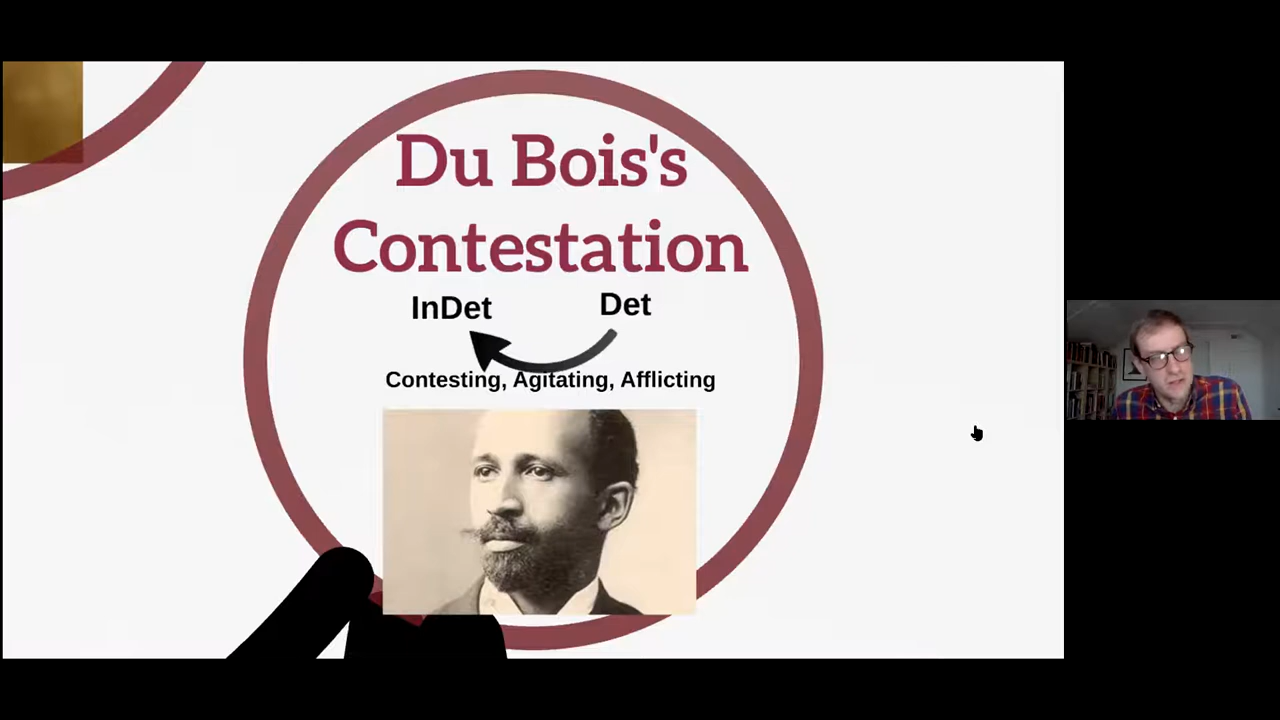 Du Bois's
Contestation
InDet Det
Contesting, Agitating, Afflicting